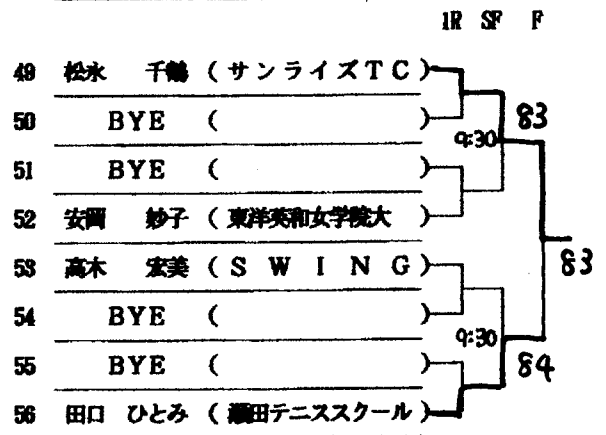 1R SF F
49 松永 千鶴 (サンライズTC)
50 BYE ( )
83
9:30
51 BYE ( )
52 安岡 妙子 (東洋英和女学院大)
53 高木 宏美 (SWING)
83
54 BYE ( )
9:30
55 BYE ( )
84
56 田口 ひとみ (瀬田テニススクール)